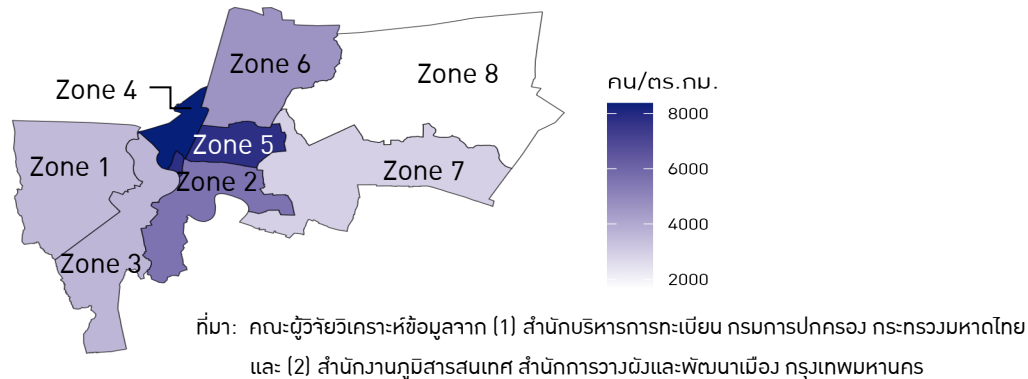 Zone 6
Zone 8
Zone 4
Zone 5
Zone 1
Zone 2
Zone 7
Zone 3
คน/ตร.กม.
8000
6000
4000
2000
ที่มา: คณะผู้วิจัยวิเคราะห์ข้อมูลจาก (1) สำนักบริหารการทะเบียน กรมการปกครอง กระทรวงมหาดไทย
และ (2) สำนักงานภูมิสารสนเทศ สำนักการวางผังและพัฒนาเมือง กรุงเทพมหานคร